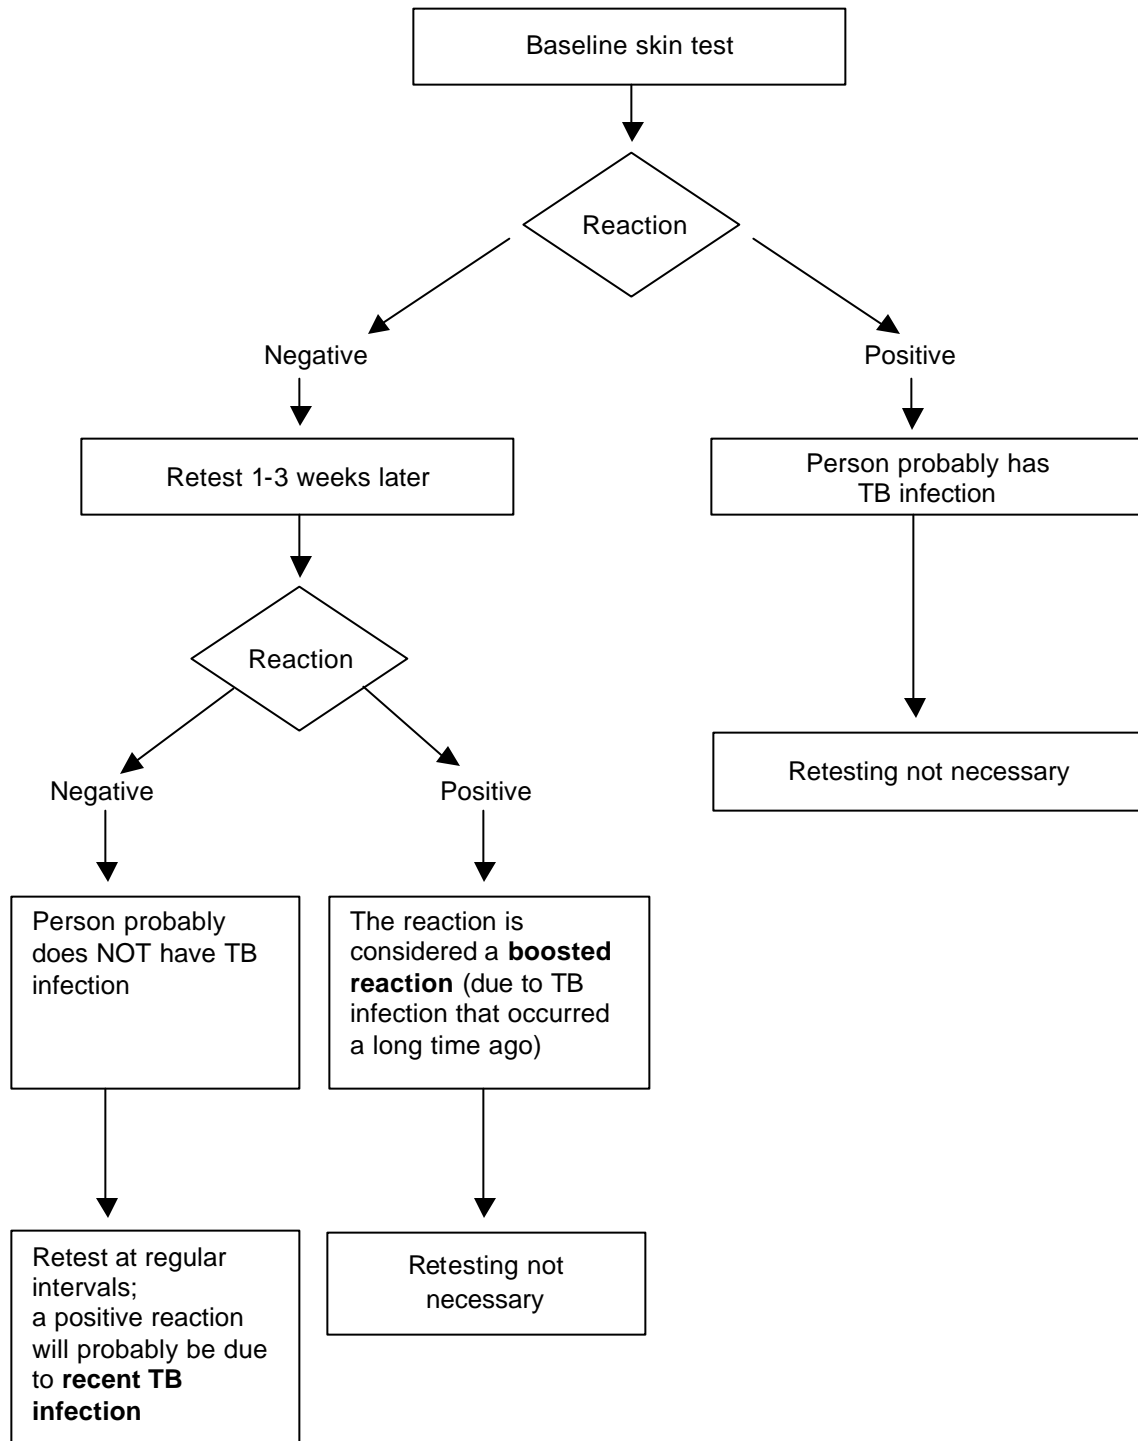 Baseline skin test
Reaction
Negative
Positive
Retest 1-3 weeks later
Person probably has
TB infection
Reaction
Retesting not necessary
Negative
Positive
Person probably
does NOT have TB
infection
The reaction is
considered a boosted
reaction (due to TB
infection that occurred
a long time ago)
Retest at regular
intervals;
a positive reaction
will probably be due
to recent TB
infection
Retesting not
necessary